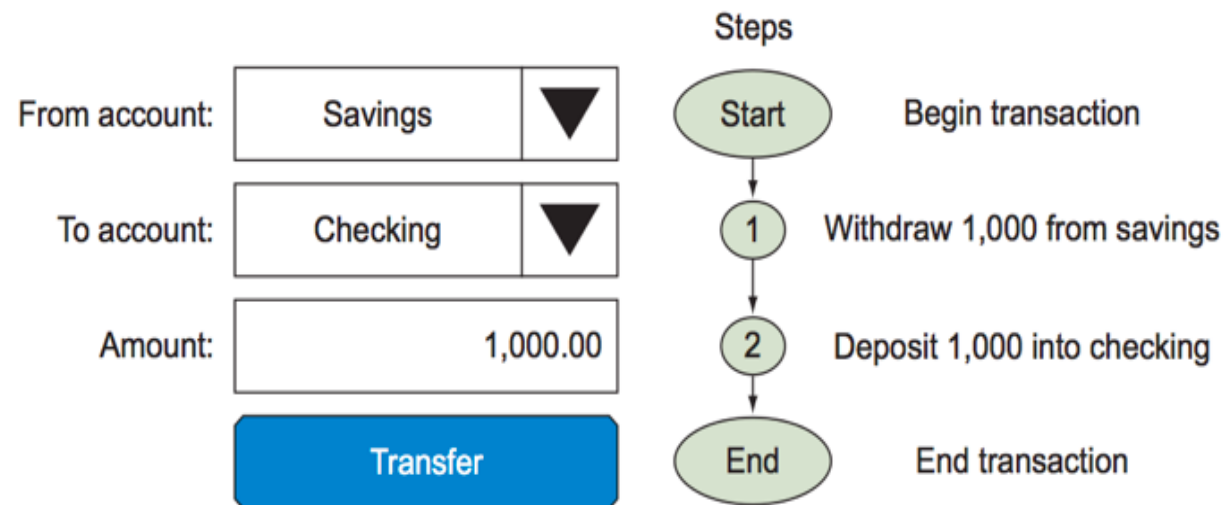 Steps
From account:
Savings
Start
Begin transaction
To account:
Checking
1
Withdraw 1,000 from savings
Amount:
1,000.00
2
Deposit 1,000 into checking
Transfer
End
End transaction